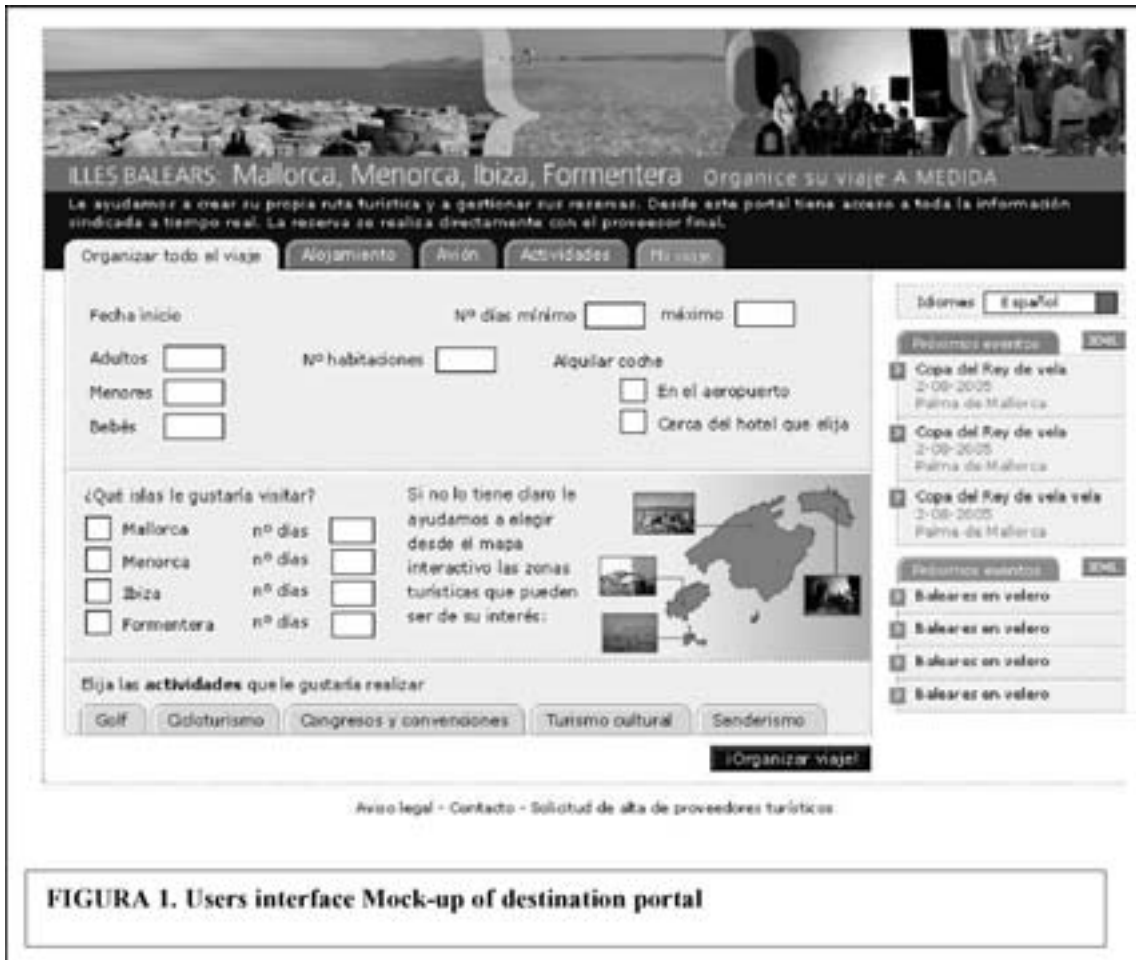 ILLES BALEARS: Mallorca, Menorca, Ibiza, Formentera Organice su viaje A MEDIDA
Le ayudamos a crear su propia ruta turística y a gestionar sus reservas. Desde este portal tiene acceso a toda la información
sindicada a tiempo real. La reserva se realiza directamente con el proveedor final.
Organizar todo el viaje Alojamiento Avión Actividades Mi viaje
Fecha inicio Nº días mínimo máximo
Adultos Nº habitaciones Alquilar coche
Menores En el aeropuerto
Bebés Cerca del hotel que elija
¿Qué islas le gustaría visitar?
Mallorca nº días
Menorca nº días
Ibiza nº días
Formentera nº días
Si no lo tiene claro le
ayudamos a elegir
desde el mapa
interactivo las zonas
turísticas que pueden
ser de su interés:
Elija las actividades que le gustaría realizar
Golf Cicloturismo Congresos y convenciones Turismo cultural Senderismo
¡Organizar viaje!
Idiomas Español
Próximos eventos
Copa del Rey de vela
2-08-2005
Palma de Mallorca
Copa del Rey de vela
2-08-2005
Palma de Mallorca
Copa del Rey de vela vela
2-08-2005
Palma de Mallorca
Próximos eventos
Baleares en velero
Baleares en velero
Baleares en velero
Baleares en velero
Aviso legal - Contacto - Solicitud de alta de proveedores turísticos
FIGURA 1. Users interface Mock-up of destination portal